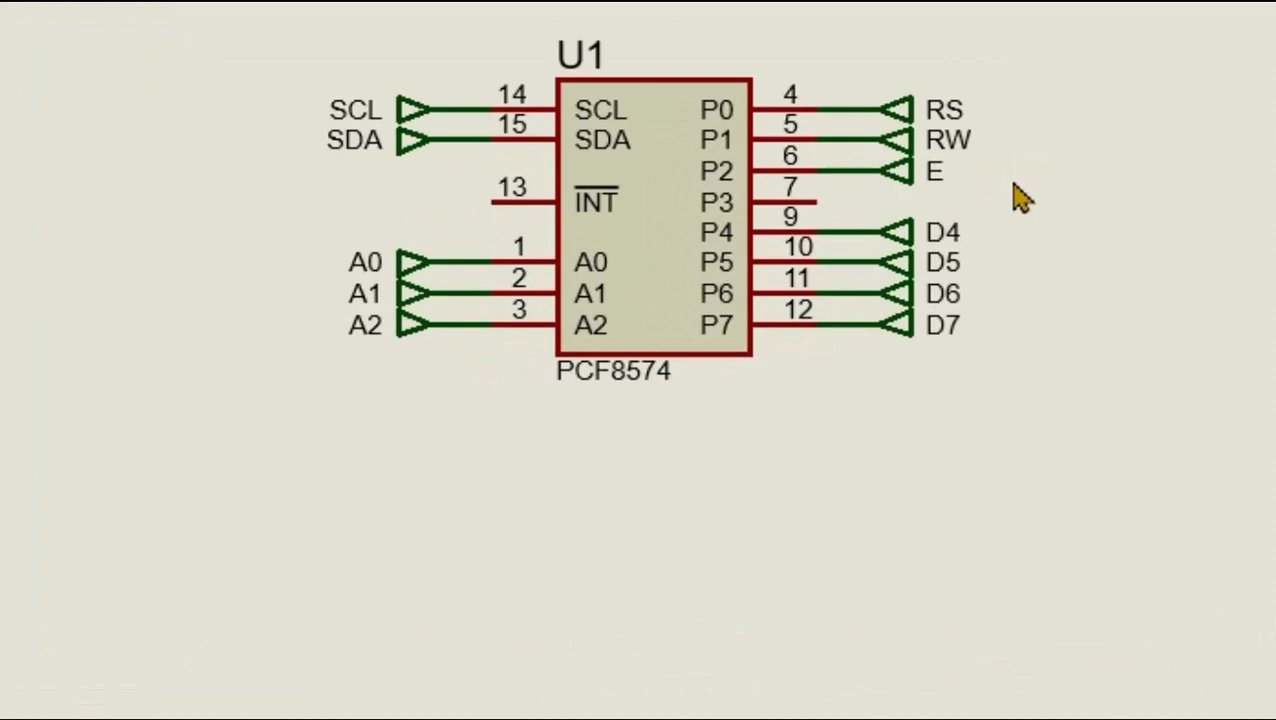 U1
SCL 14 SCL P0 4 RS
SDA 15 SDA P1 5 RW
P2 6 E
13 INT P3 7
P4 9 D4
A0 1 A0 P5 10 D5
A1 2 A1 P6 11 D6
A2 3 A2 P7 12 D7
PCF8574